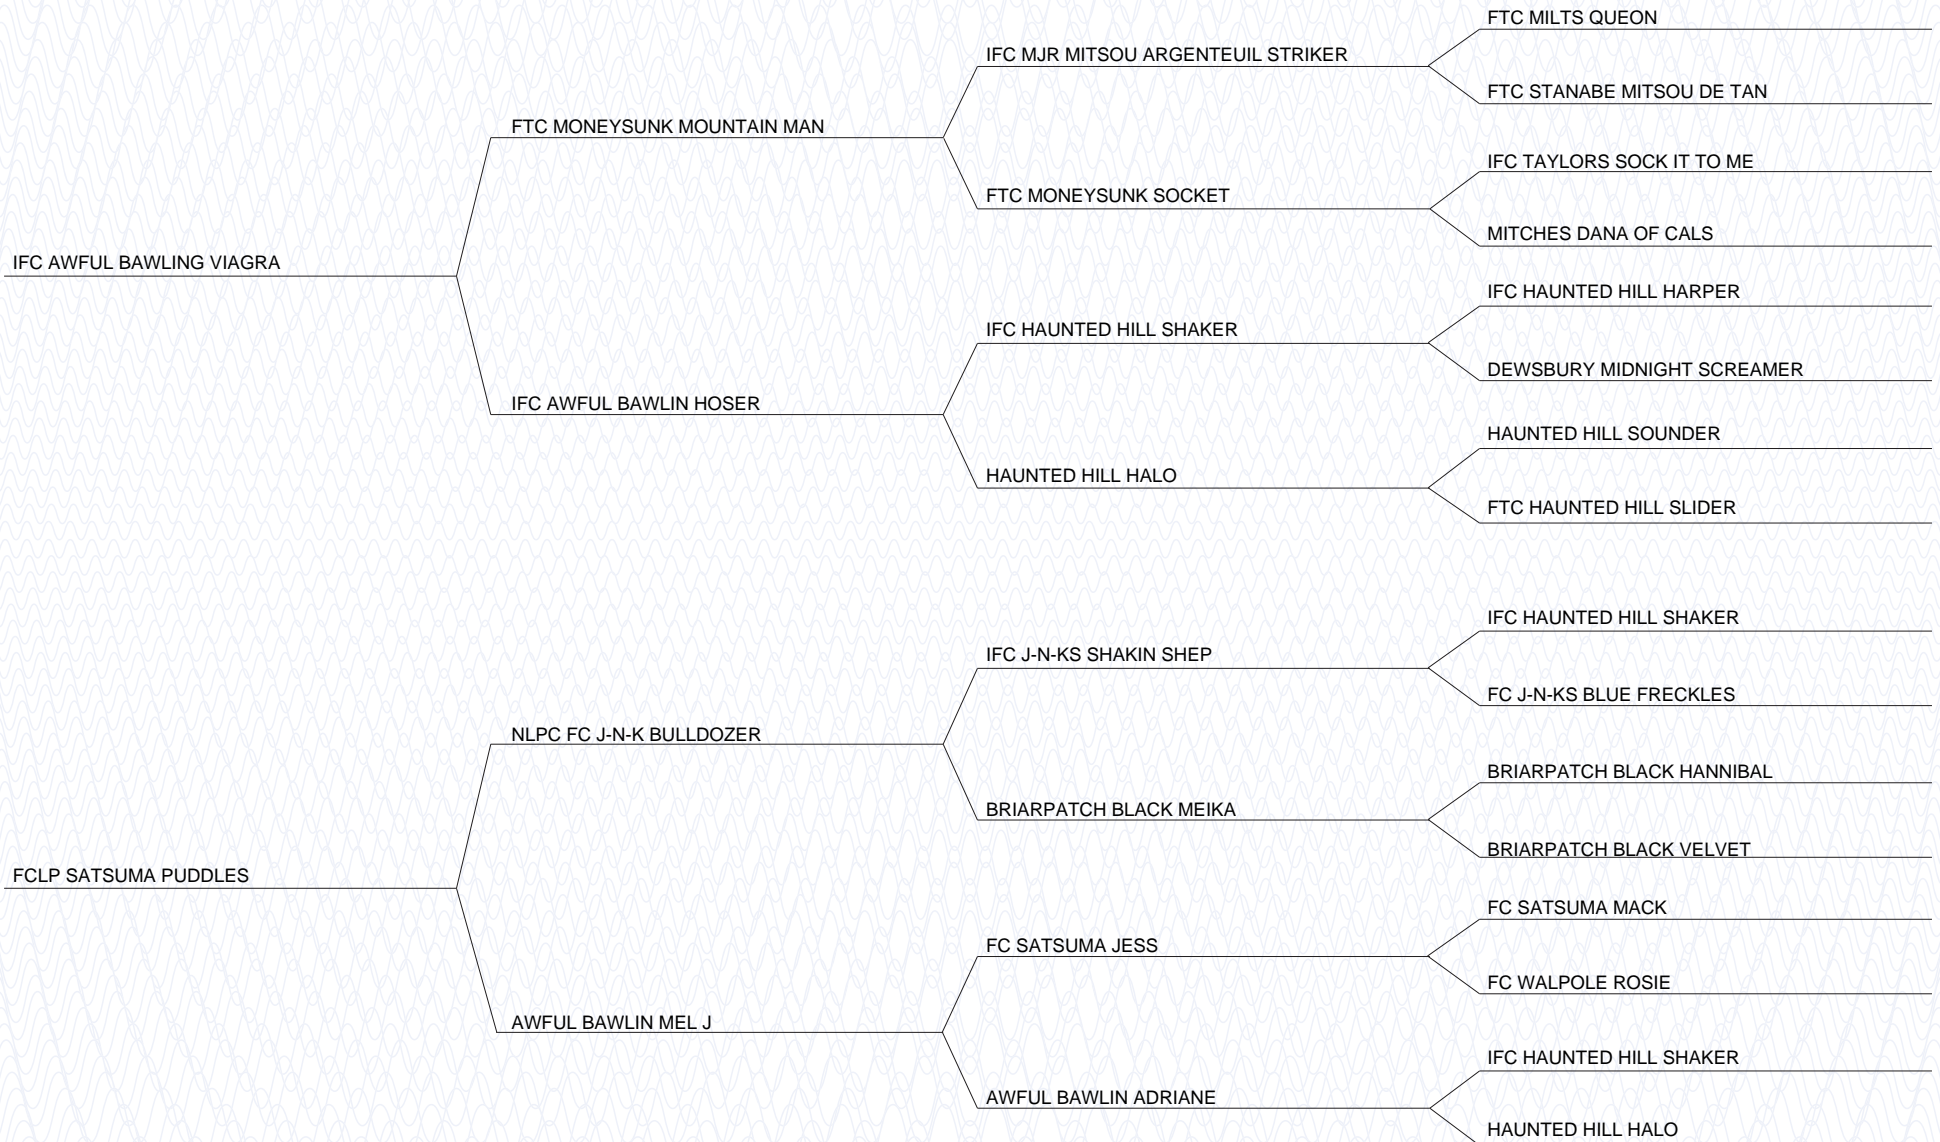 FTC MILTS QUEON
IFC MJR MITSOU ARGENTEUIL STRIKER
FTC STANABE MITSOU DE TAN
FTC MONEYSUNK MOUNTAIN MAN
IFC TAYLORS SOCK IT TO ME
FTC MONEYSUNK SOCKET
MITCHES DANA OF CALS
IFC AWFUL BAWLING VIAGRA
IFC HAUNTED HILL HARPER
IFC HAUNTED HILL SHAKER
DEWSBURY MIDNIGHT SCREAMER
IFC AWFUL BAWLIN HOSER
HAUNTED HILL SOUNDER
HAUNTED HILL HALO
FTC HAUNTED HILL SLIDER
IFC HAUNTED HILL SHAKER
IFC J-N-KS SHAKIN SHEP
FC J-N-KS BLUE FRECKLES
NLPC FC J-N-K BULLDOZER
BRIARPATCH BLACK HANNIBAL
BRIARPATCH BLACK MEIKA
BRIARPATCH BLACK VELVET
FCLP SATSUMA PUDDLES
FC SATSUMA MACK
FC SATSUMA JESS
FC WALPOLE ROSIE
AWFUL BAWLIN MEL J
IFC HAUNTED HILL SHAKER
AWFUL BAWLIN ADRIANE
HAUNTED HILL HALO